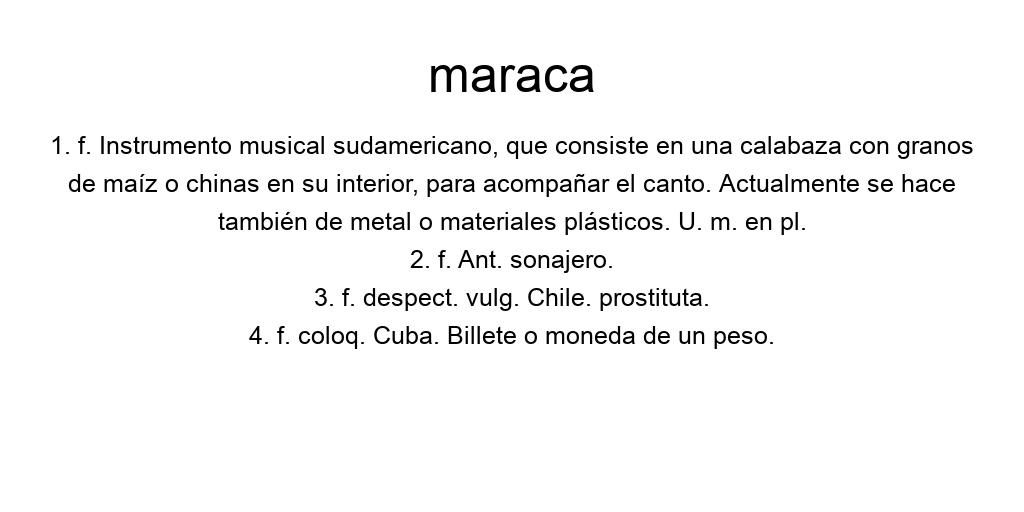 maraca
1. f. Instrumento musical sudamericano, que consiste en una calabaza con granos
de maíz o chinas en su interior, para acompañar el canto. Actualmente se hace
también de metal o materiales plásticos. U. m. en pl.
2. f. Ant. sonajero.
3. f. despect. vulg. Chile. prostituta.
4. f. coloq. Cuba. Billete o moneda de un peso.